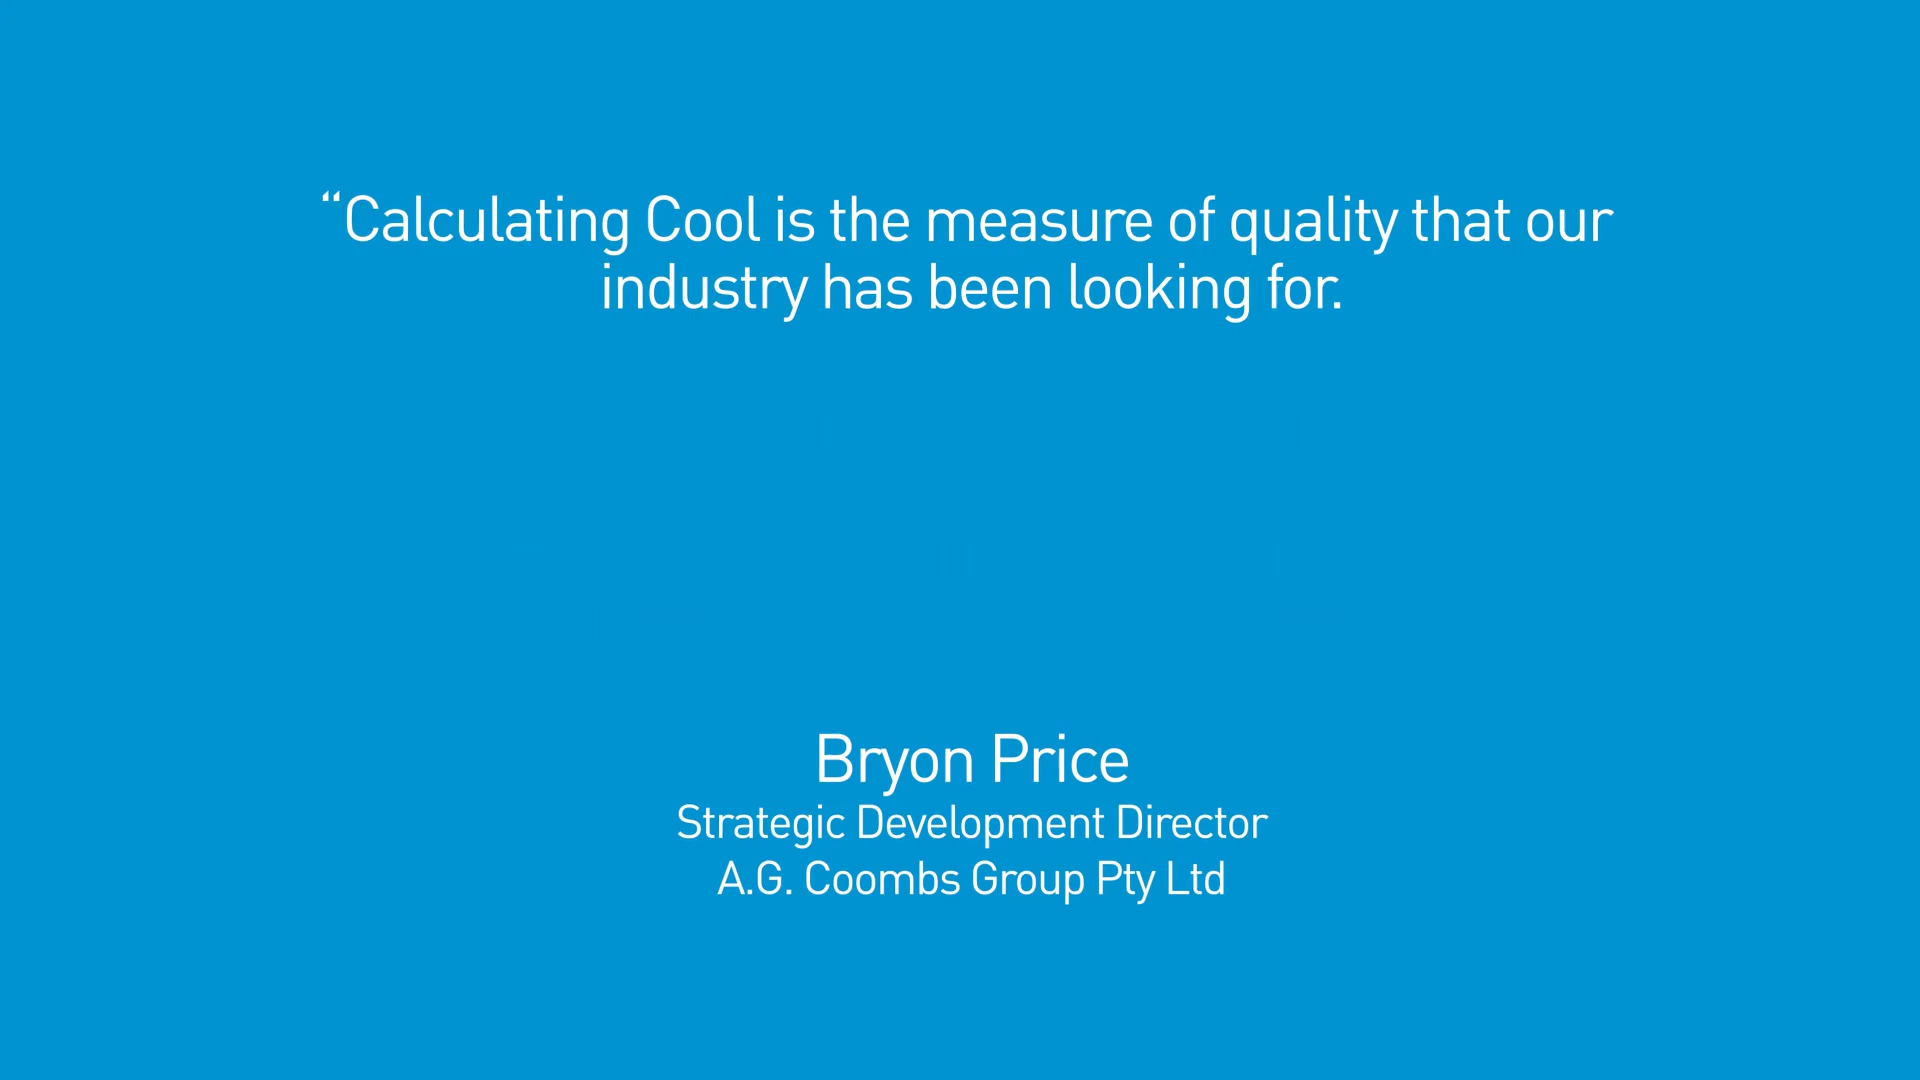 “Calculating Cool is the measure of quality that our
industry has been looking for.
Bryon Price
Strategic Development Director
A.G. Coombs Group Pty Ltd